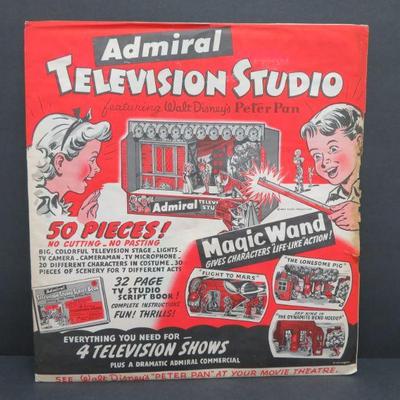 Admiral
TELEVISION STUDIO
featuring Walt Disney's Peter Pan
Admiral TELEV
STU
50 PIECES!
NO CUTTING - NO PASTING
BIG, COLORFUL TELEVISION STAGE - LIGHTS -
TV CAMERA - CAMERAMAN - TV MICROPHONE -
20 DIFFERENT CHARACTERS IN COSTUME - 30
PIECES OF SCENERY FOR 7 DIFFERENT ACTS
Magic Wand
GIVES CHARACTERS LIFE-LIKE ACTION!
"FLIGHT TO MARS"
"THE LONESOME PIG"
"THE DYNAMITE BEND HOLDUP"
32 PAGE
TV STUDIO
SCRIPT BOOK!
COMPLETE INSTRUCTIONS
FUN! THRILLS!
EVERYTHING YOU NEED FOR -
4 TELEVISION SHOWS
PLUS A DRAMATIC ADMIRAL COMMERCIAL
SEE Walt Disney's "PETER PAN" AT YOUR MOVIE THEATRE.